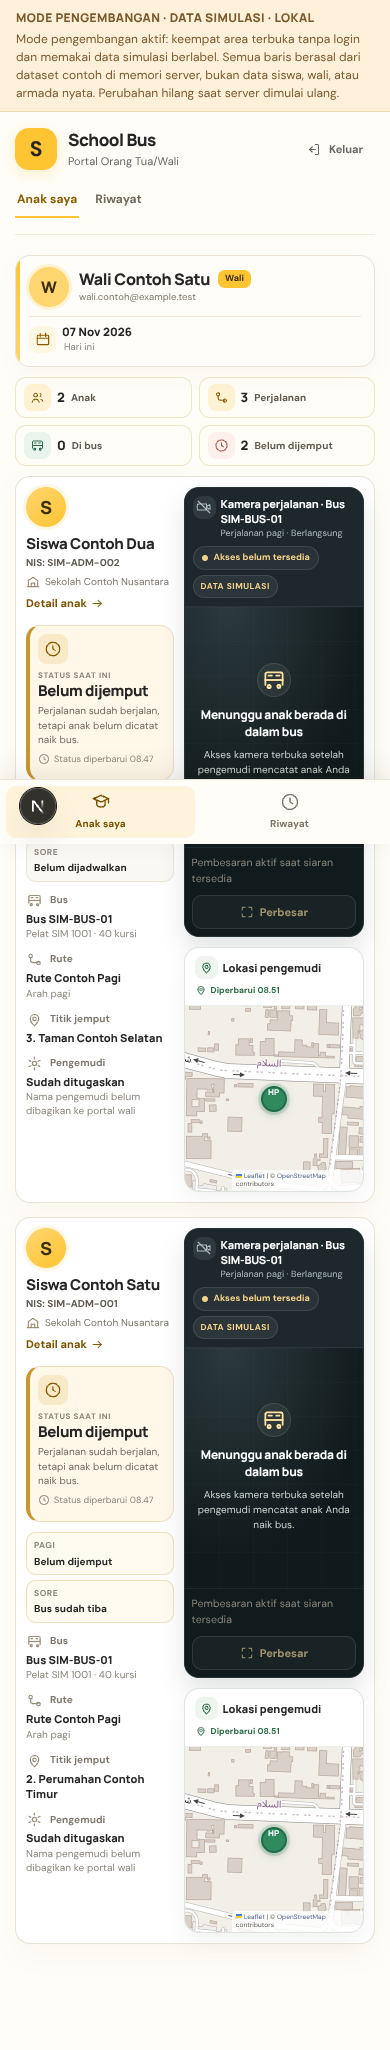 MODE PENGEMBANGAN · DATA SIMULASI · LOKAL
Mode pengembangan aktif: keempat area terbuka tanpa login
dan memakai data simulasi berlabel. Semua baris berasal dari
dataset contoh di memori server, bukan data siswa, wali, atau
armada nyata. Perubahan hilang saat server dimulai ulang.
S
School Bus
Portal Orang Tua/Wali
Keluar
Anak saya
Riwayat
W
Wali Contoh Satu
Wali
wali.contoh@example.test
07 Nov 2026
Hari ini
2 Anak
3 Perjalanan
0 Di bus
2 Belum dijemput
S
Siswa Contoh Dua
NIS: SIM-ADM-002
Sekolah Contoh Nusantara
Detail anak →
STATUS SAAT INI
Belum dijemput
Perjalanan sudah berjalan,
tetapi anak belum dicatat
naik bus.
Status diperbarui 08.47
Kamera perjalanan · Bus
SIM-BUS-01
Perjalanan pagi · Berlangsung
Akses belum tersedia
DATA SIMULASI
Menunggu anak berada di
dalam bus
Akses kamera terbuka setelah
pengemudi mencatat anak Anda
N
Anak saya
Riwayat
SORE
Belum dijadwalkan
Bus
Bus SIM-BUS-01
Pelat SIM 1001 · 40 kursi
Rute
Rute Contoh Pagi
Arah pagi
Titik jemput
3. Taman Contoh Selatan
Pengemudi
Sudah ditugaskan
Nama pengemudi belum
dibagikan ke portal wali
Pembesaran aktif saat siaran
tersedia
Perbesar
Lokasi pengemudi
Diperbarui 08.51
السلام
HP
Leaflet | © OpenStreetMap
contributors
S
Siswa Contoh Satu
NIS: SIM-ADM-001
Sekolah Contoh Nusantara
Detail anak →
STATUS SAAT INI
Belum dijemput
Perjalanan sudah berjalan,
tetapi anak belum dicatat
naik bus.
Status diperbarui 08.47
PAGI
Belum dijemput
SORE
Bus sudah tiba
Bus
Bus SIM-BUS-01
Pelat SIM 1001 · 40 kursi
Rute
Rute Contoh Pagi
Arah pagi
Titik jemput
2. Perumahan Contoh
Timur
Pengemudi
Sudah ditugaskan
Nama pengemudi belum
dibagikan ke portal wali
Kamera perjalanan · Bus
SIM-BUS-01
Perjalanan pagi · Berlangsung
Akses belum tersedia
DATA SIMULASI
Menunggu anak berada di
dalam bus
Akses kamera terbuka setelah
pengemudi mencatat anak Anda
naik bus.
Pembesaran aktif saat siaran
tersedia
Perbesar
Lokasi pengemudi
Diperbarui 08.51
السلام
HP
Leaflet | © OpenStreetMap
contributors